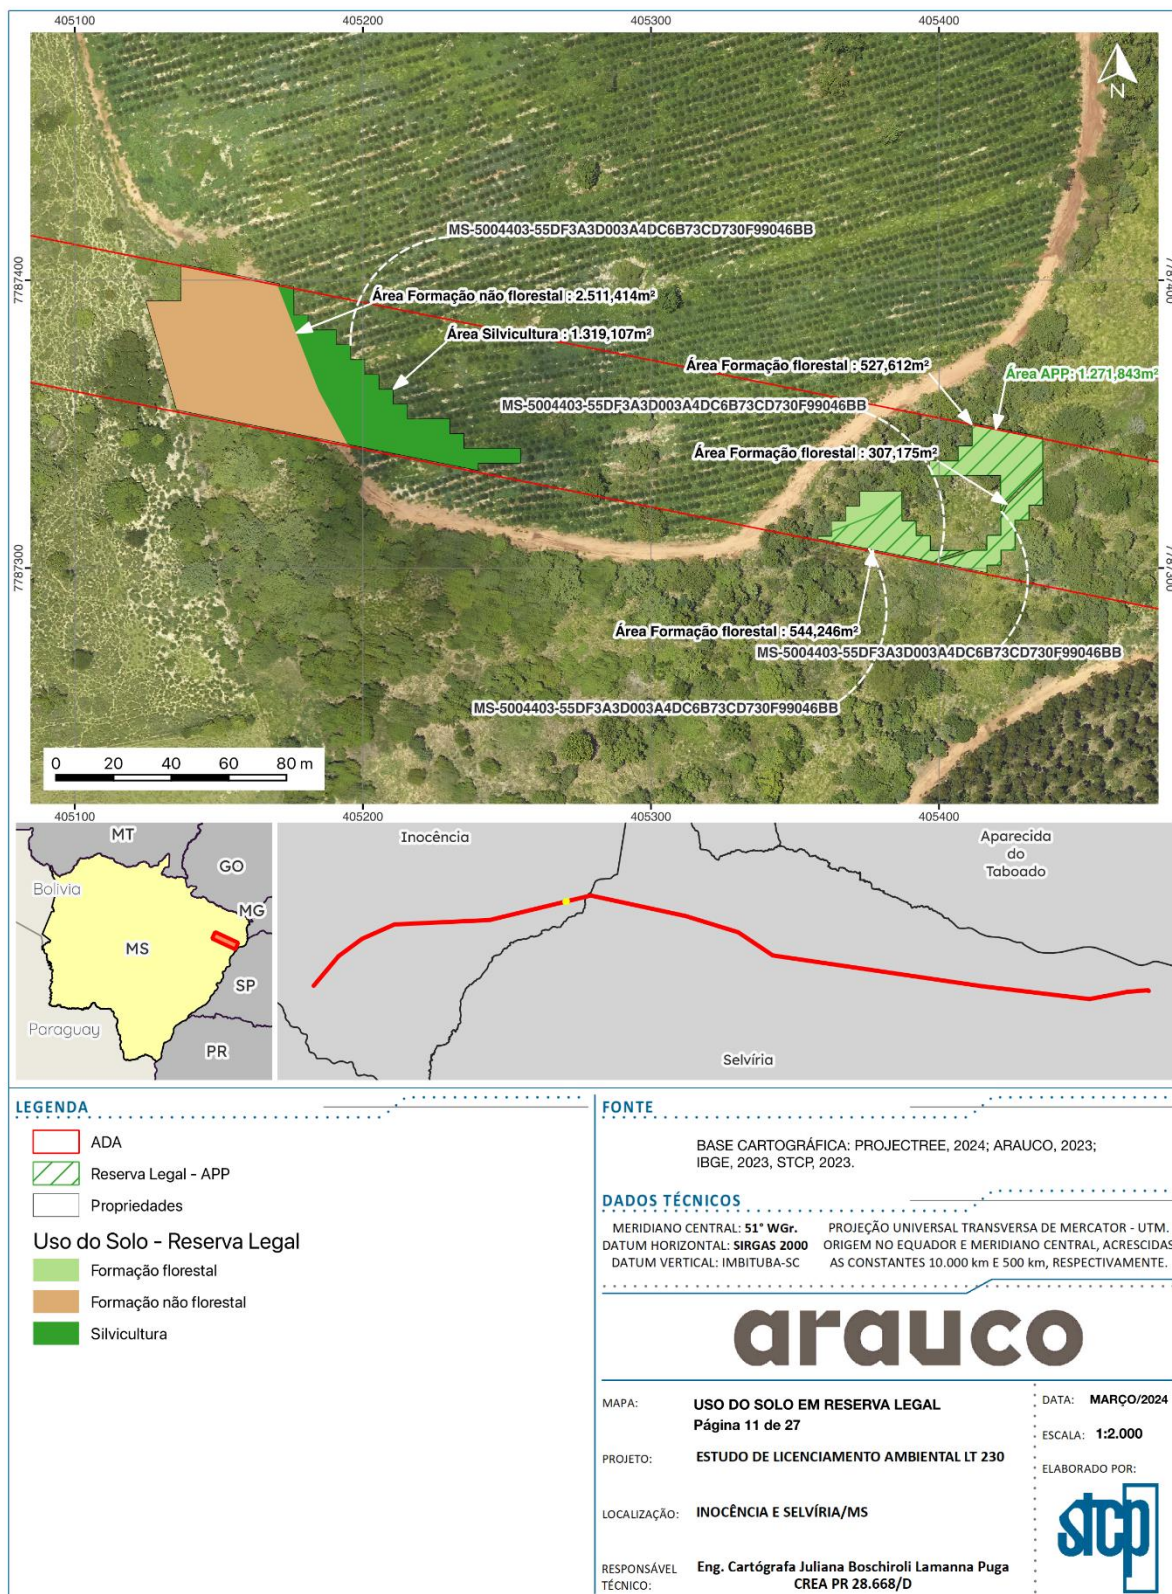 405100
405200
405300
405400
N
MS-5004403-55DF3A3D003A4DC6B73CD730F99046BB
7787400
7787400
Área Formação não florestal : 2.511,414m²
Área Silvicultura : 1.319,107m²
Área Formação florestal : 527,612m²
Área APP: 1.271,843m²
MS-5004403-55DF3A3D003A4DC6B73CD730F99046BB
Área Formação florestal : 307,175m²
7787300
7787300
Área Formação florestal : 544,246m²
MS-5004403-55DF3A3D003A4DC6B73CD730F99046BB
MS-5004403-55DF3A3D003A4DC6B73CD730F99046BB
0 20 40 60 80 m
405100
405200
405300
405400
MT
GO
Bolivia
MG
MS
SP
Paraguay
PR
Inocência
Aparecida
do
Taboado
Selvíria
LEGENDA
ADA
Reserva Legal - APP
Propriedades
Uso do Solo - Reserva Legal
Formação florestal
Formação não florestal
Silvicultura
FONTE
BASE CARTOGRÁFICA: PROJECTREE, 2024; ARAUCO, 2023;
IBGE, 2023, STCP, 2023.
DADOS TÉCNICOS
MERIDIANO CENTRAL: 51° WGr.
DATUM HORIZONTAL: SIRGAS 2000
DATUM VERTICAL: IMBITUBA-SC
PROJEÇÃO UNIVERSAL TRANSVERSA DE MERCATOR - UTM.
ORIGEM NO EQUADOR E MERIDIANO CENTRAL, ACRESCIDAS
AS CONSTANTES 10.000 km E 500 km, RESPECTIVAMENTE.
arauco
MAPA: USO DO SOLO EM RESERVA LEGAL
Página 11 de 27
PROJETO: ESTUDO DE LICENCIAMENTO AMBIENTAL LT 230
LOCALIZAÇÃO: INOCÊNCIA E SELVÍRIA/MS
RESPONSÁVEL
TÉCNICO:
Eng. Cartógrafa Juliana Boschiroli Lamanna Puga
CREA PR 28.668/D
DATA: MARÇO/2024
ESCALA: 1:2.000
ELABORADO POR:
stcp